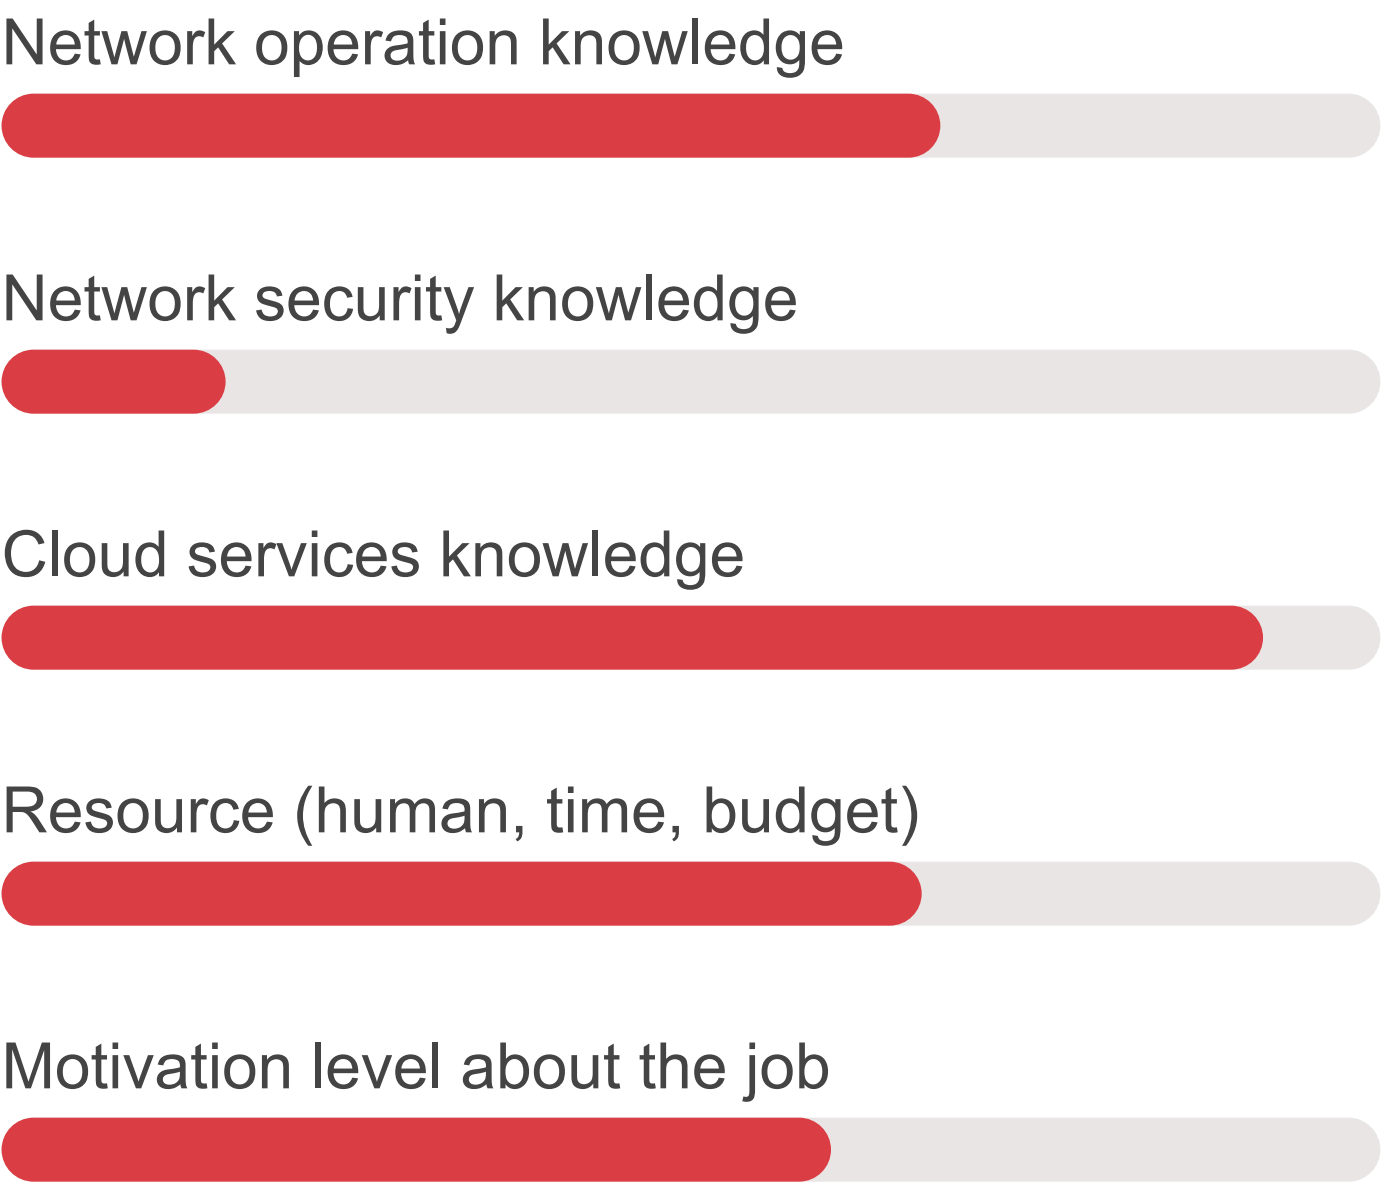 Network operation knowledge
Network security knowledge
Cloud services knowledge
Resource (human, time, budget)
Motivation level about the job